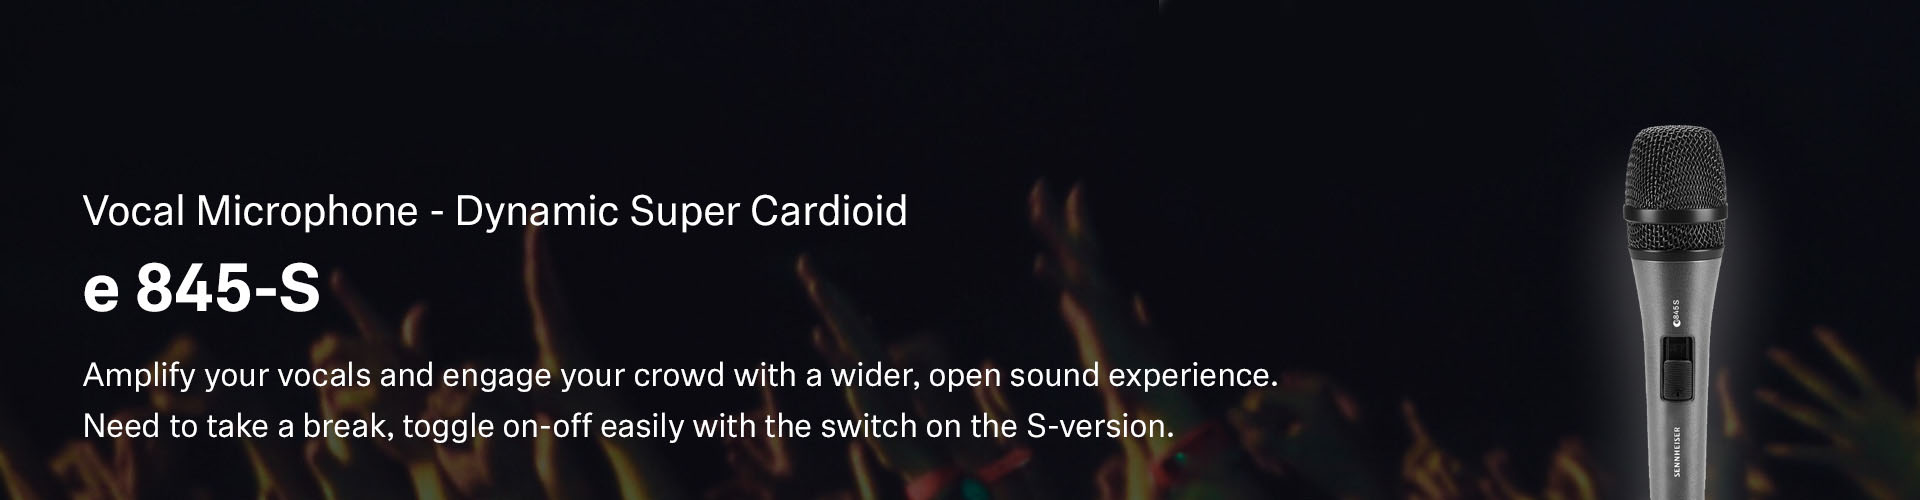 Vocal Microphone - Dynamic Super Cardioid
e 845-S
Amplify your vocals and engage your crowd with a wider, open sound experience.
Need to take a break, toggle on-off easily with the switch on the S-version.
e845S
SENNHEISER